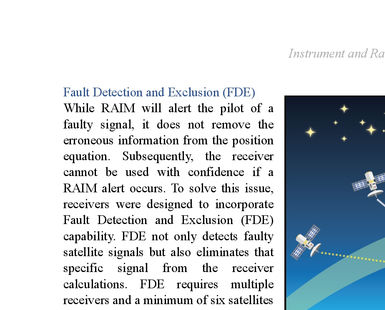 Instrument and Ra
Fault Detection and Exclusion (FDE)
While RAIM will alert the pilot of a
faulty signal, it does not remove the
erroneous information from the position
equation. Subsequently, the receiver
cannot be used with confidence if a
RAIM alert occurs. To solve this issue,
receivers were designed to incorporate
Fault Detection and Exclusion (FDE)
capability. FDE not only detects faulty
satellite signals but also eliminates that
specific signal from the receiver
calculations. FDE requires multiple
receivers and a minimum of six satellites